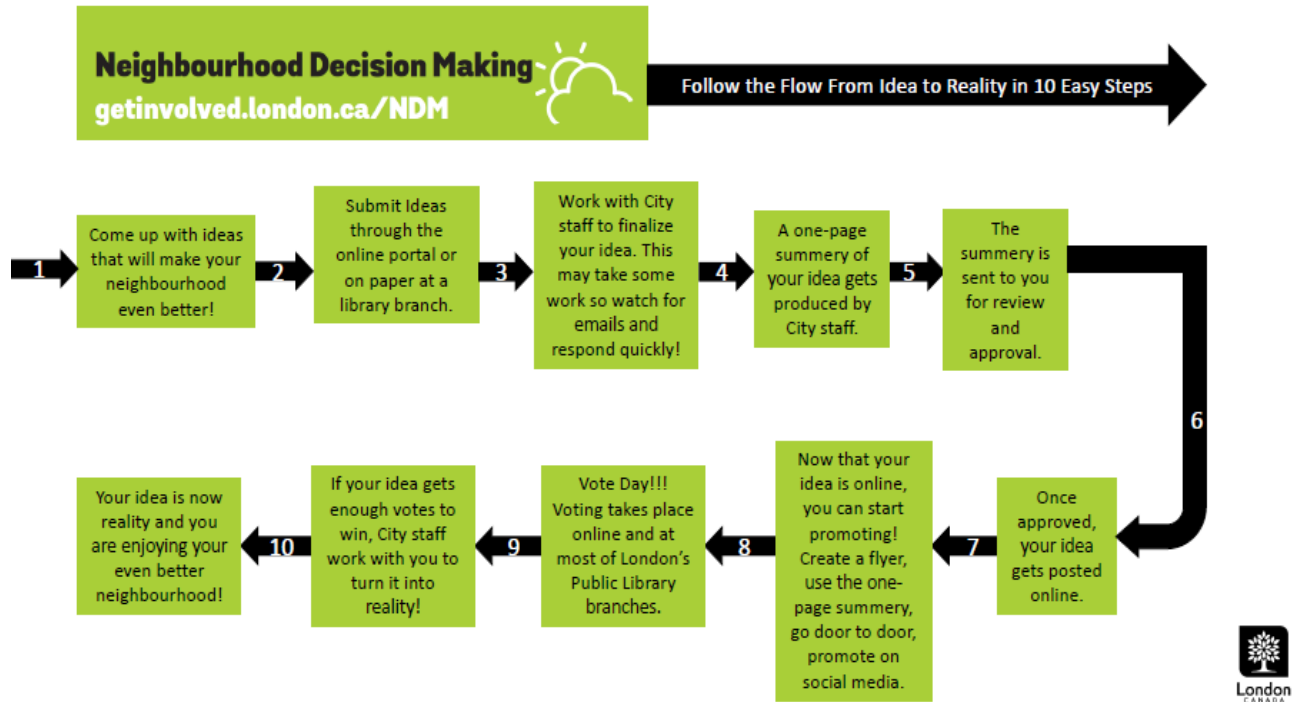 Neighbourhood Decision Making
getinvolved.london.ca/NDM
Follow the Flow From Idea to Reality in 10 Easy Steps
1
Come up with ideas
that will make your
neighbourhood
even better!
2
Submit Ideas
through the
online portal or
on paper at a
library branch.
3
Work with City
staff to finalize
your idea. This
may take some
work so watch for
emails and
respond quickly!
4
A one-page
summery of
your idea gets
produced by
City staff.
5
The
summery is
sent to you
for review
and
approval.
6
Once
approved,
your idea
gets posted
online.
7
Now that your
idea is online,
you can start
promoting!
Create a flyer,
use the one-
page summery,
go door to door,
promote on
social media.
8
Vote Day!!!
Voting takes place
online and at
most of London's
Public Library
branches.
9
If your idea gets
enough votes to
win, City staff
work with you to
turn it into
reality!
10
Your idea is now
reality and you
are enjoying your
even better
neighbourhood!
London
CANADA